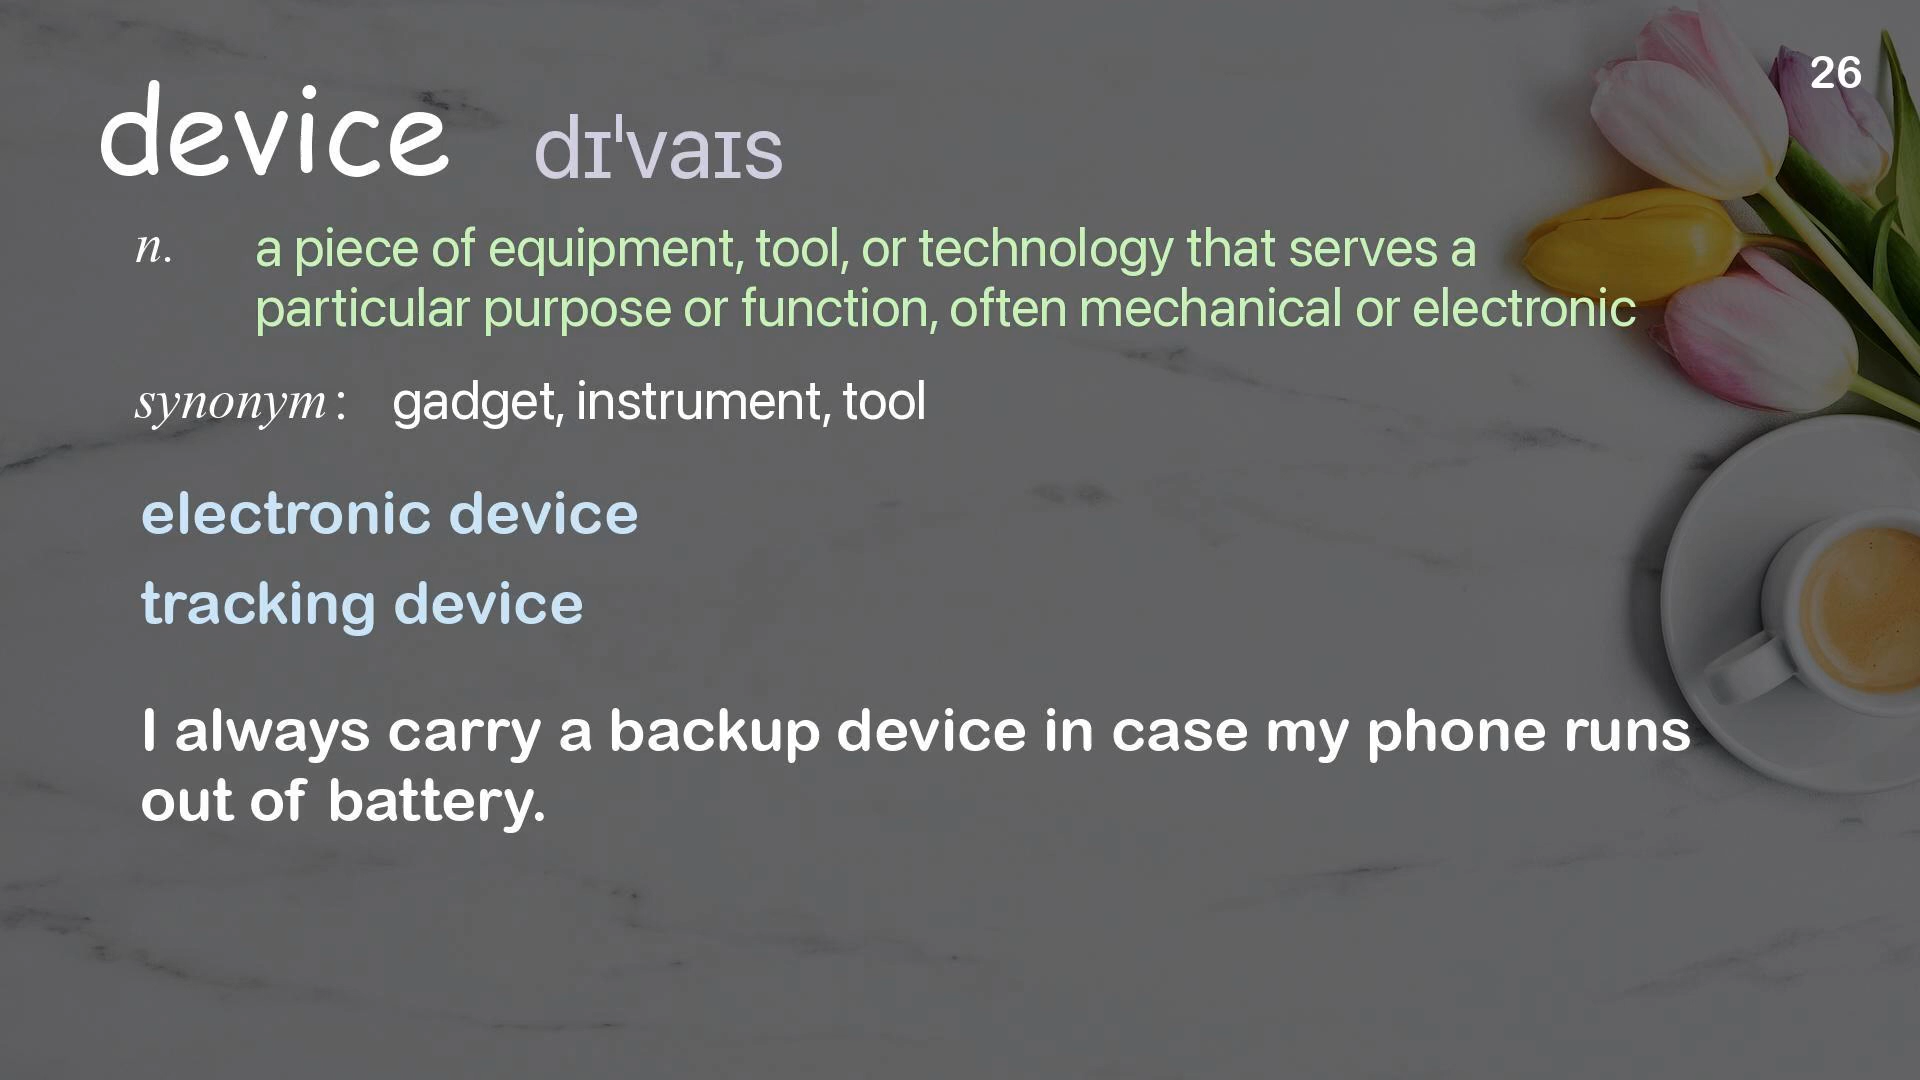 26
device dɪˈvaɪs
n. a piece of equipment, tool, or technology that serves a
particular purpose or function, often mechanical or electronic
synonym: gadget, instrument, tool
electronic device
tracking device
I always carry a backup device in case my phone runs
out of battery.